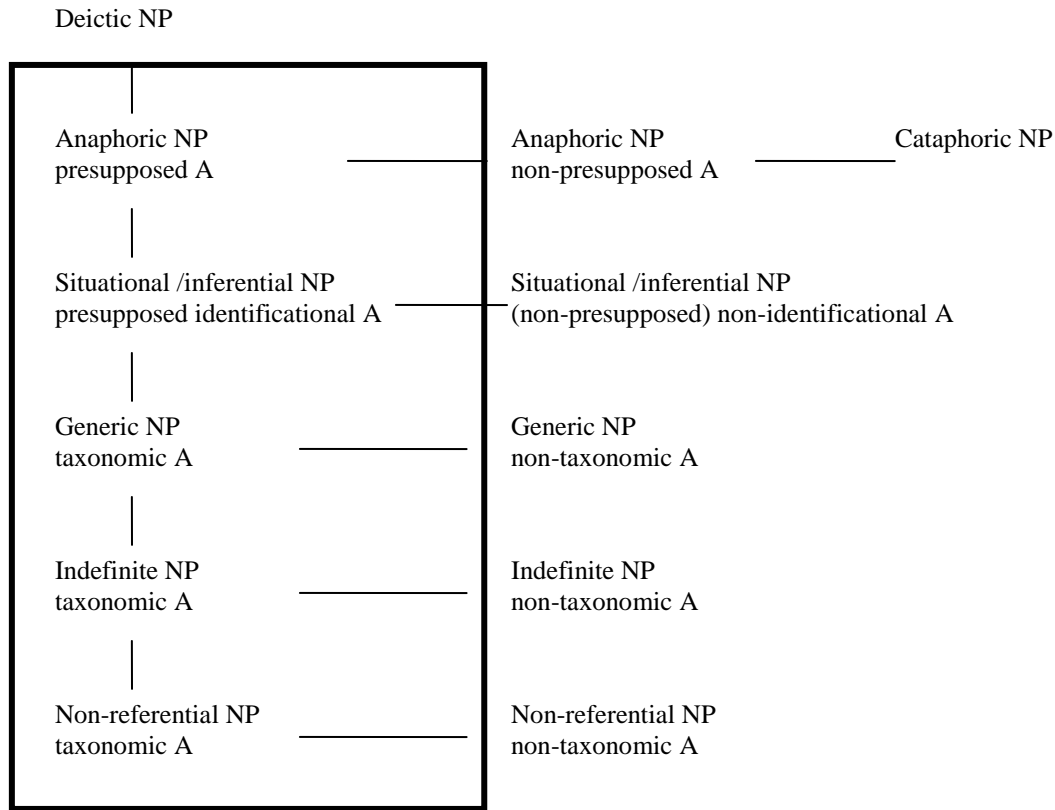 Deictic NP
Anaphoric NP
presupposed A
Anaphoric NP
non-presupposed A
Cataphoric NP
Situational /inferential NP
presupposed identificational A
Situational /inferential NP
(non-presupposed) non-identificational A
Generic NP
taxonomic A
Generic NP
non-taxonomic A
Indefinite NP
taxonomic A
Indefinite NP
non-taxonomic A
Non-referential NP
taxonomic A
Non-referential NP
non-taxonomic A